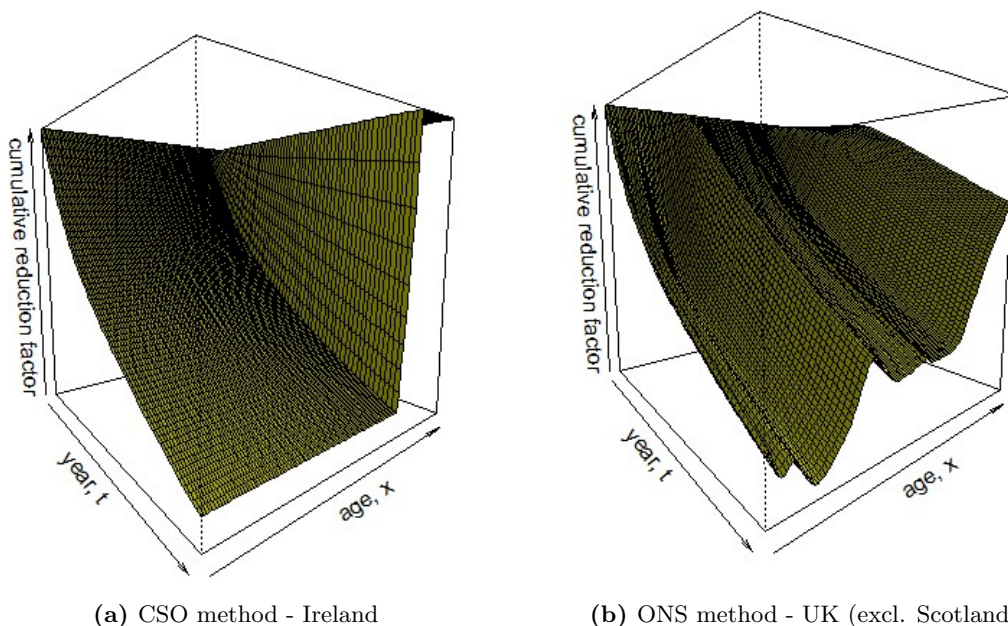 cumulative reduction factor
year, t
age, x
cumulative reduction factor
year, t
age, x
(a) CSO method - Ireland
(b) ONS method - UK (excl. Scotland